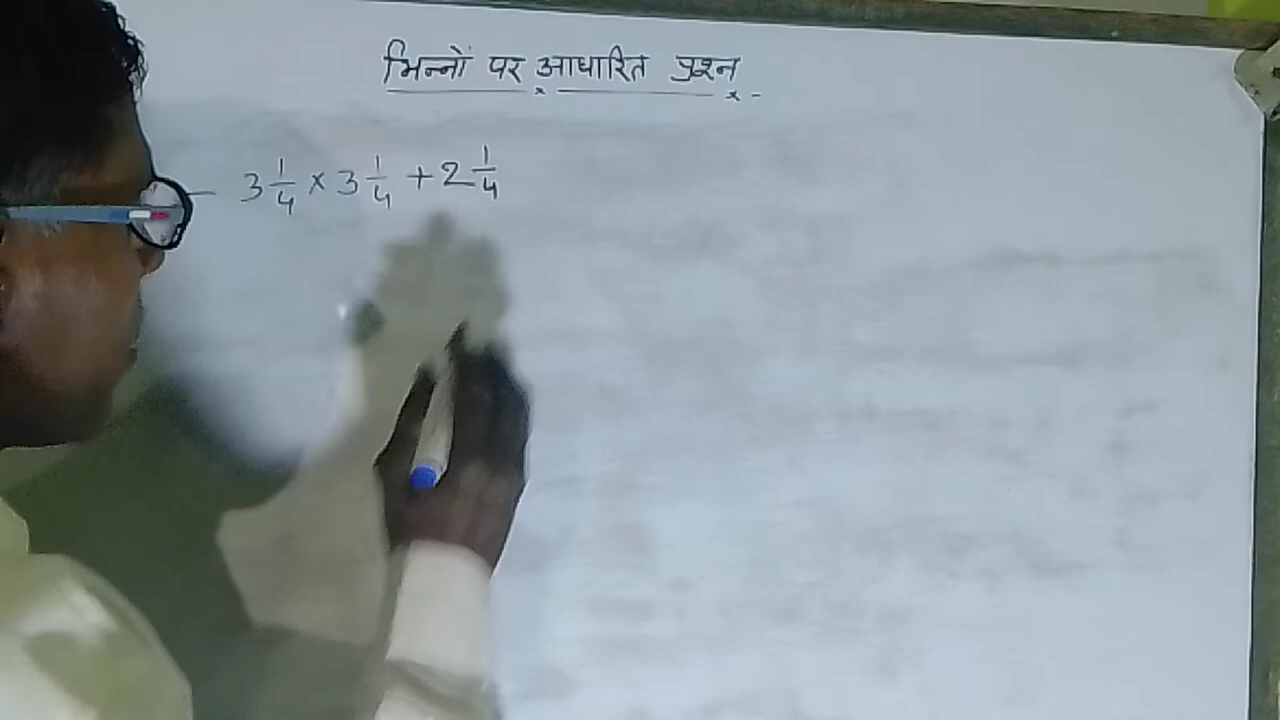 भिन्नों पर आधारित प्रश्न
3 1/4 × 3 1/4 + 2 1/4